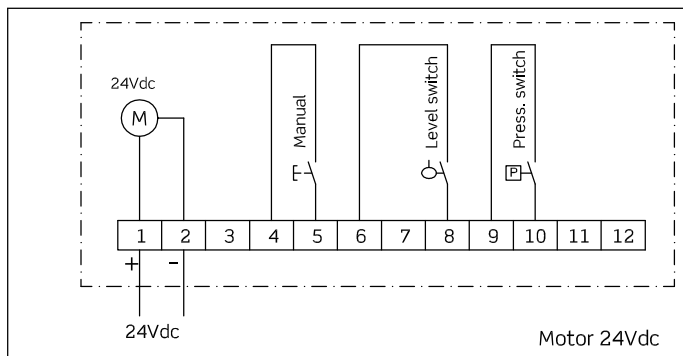 24Vdc
M
Manual
Level switch
Press. switch
P
1 2 3 4 5 6 7 8 9 10 11 12
+ -
24Vdc
Motor 24Vdc